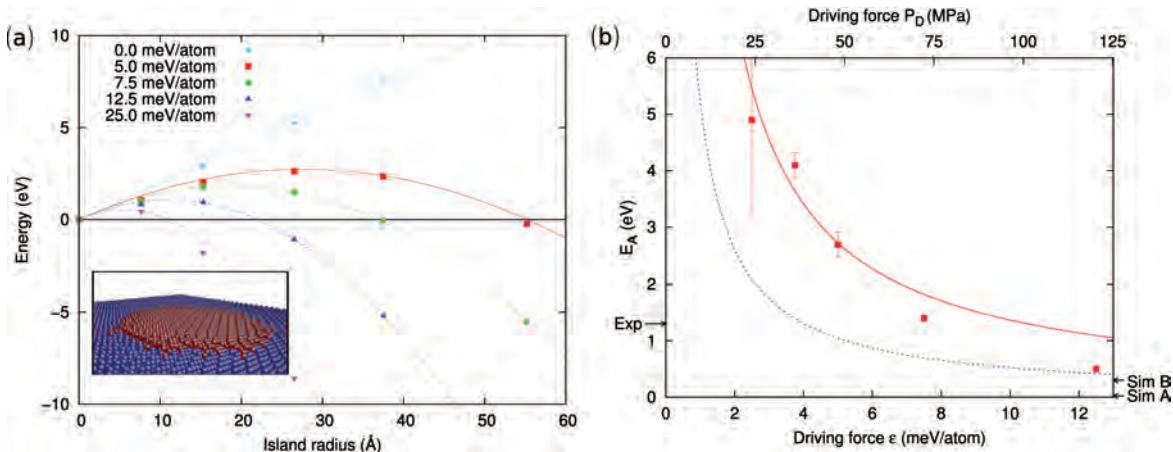 (a)
10
5
0
−5
−10
0.0 meV/atom
5.0 meV/atom
7.5 meV/atom
12.5 meV/atom
25.0 meV/atom
Energy (eV)
0 10 20 30 40 50 60
Island radius (Å)
(b)
Driving force P_D (MPa)
0 25 50 75 100 125
6
5
4
3
2
1
0
E_A (eV)
Exp
Sim B
Sim A
0 2 4 6 8 10 12
Driving force ε (meV/atom)